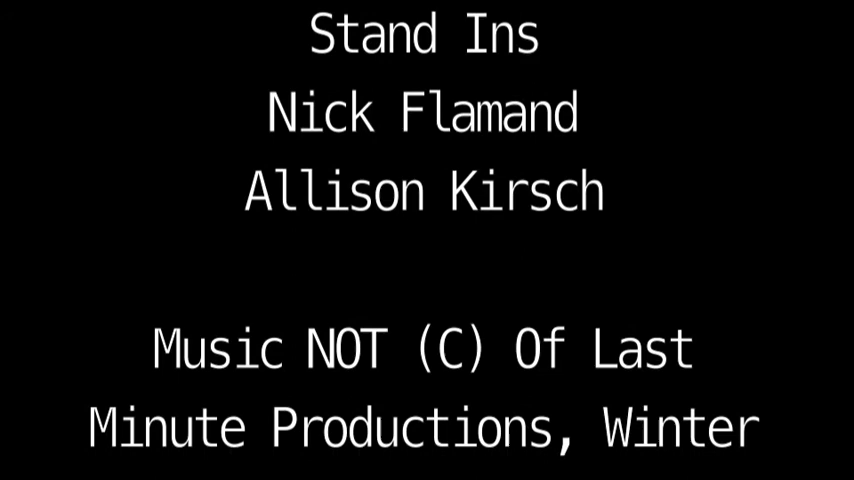 Stand Ins
Nick Flamand
Allison Kirsch
Music NOT (C) Of Last
Minute Productions, Winter